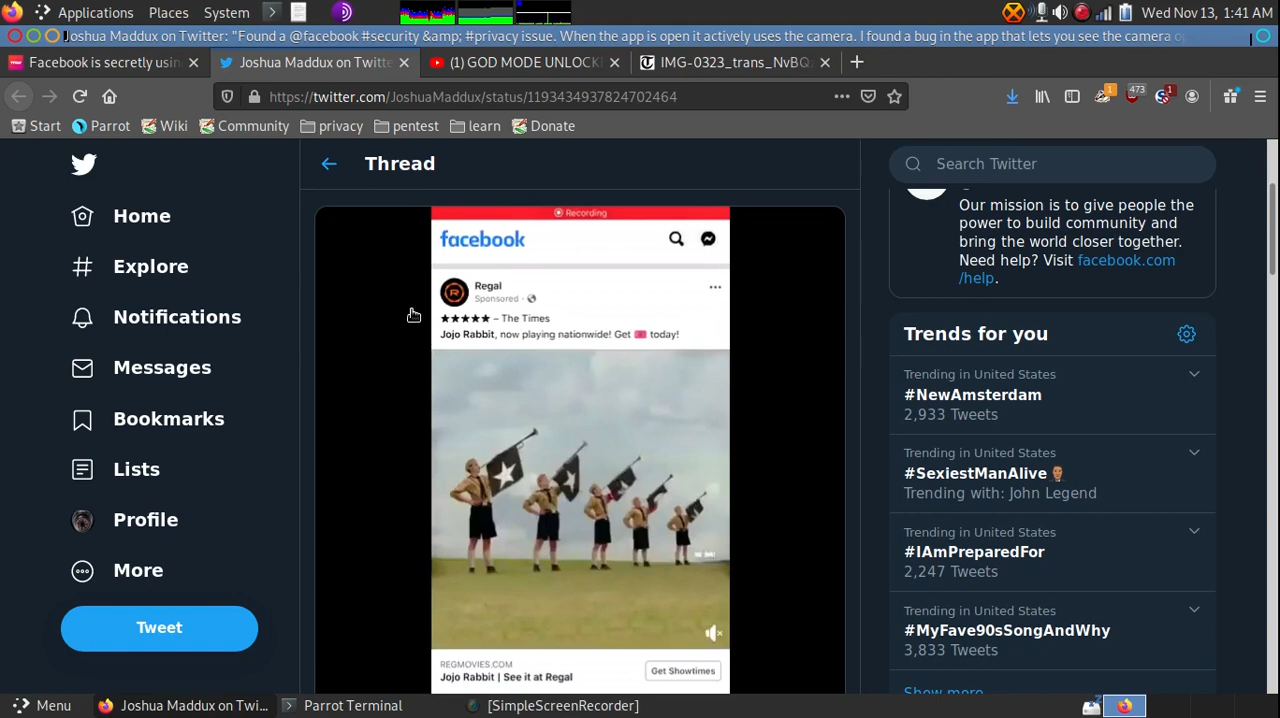 Applications Places System Wed Nov 13, 1:41 AM
Joshua Maddux on Twitter: "Found a @facebook #security &amp; #privacy issue. When the app is open it actively uses the camera. I found a bug in the app that lets you see the camera
Facebook is secretly usin
Joshua Maddux on Twitte
(1) GOD MODE UNLOCK
IMG-0323_trans_NvBQ
https://twitter.com/JoshuaMaddux/status/1193434937824702464
1
473
1
Start Parrot Wiki Community privacy pentest learn Donate
Home
Explore
Notifications
Messages
Bookmarks
Lists
Profile
More
Tweet
Thread
Recording
facebook
Regal
Sponsored ·
★★★★★ – The Times
Jojo Rabbit, now playing nationwide! Get 🎟 today!
REGMOVIES.COM
Jojo Rabbit | See it at Regal
Get Showtimes
Search Twitter
Our mission is to give people the
power to build community and
bring the world closer together.
Need help? Visit facebook.com
/help.
Trends for you
Trending in United States
#NewAmsterdam
2,933 Tweets
Trending in United States
#SexiestManAlive
Trending with: John Legend
Trending in United States
#IAmPreparedFor
2,247 Tweets
Trending in United States
#MyFave90sSongAndWhy
3,833 Tweets
Show more
Menu
Joshua Maddux on Twi...
Parrot Terminal
[SimpleScreenRecorder]